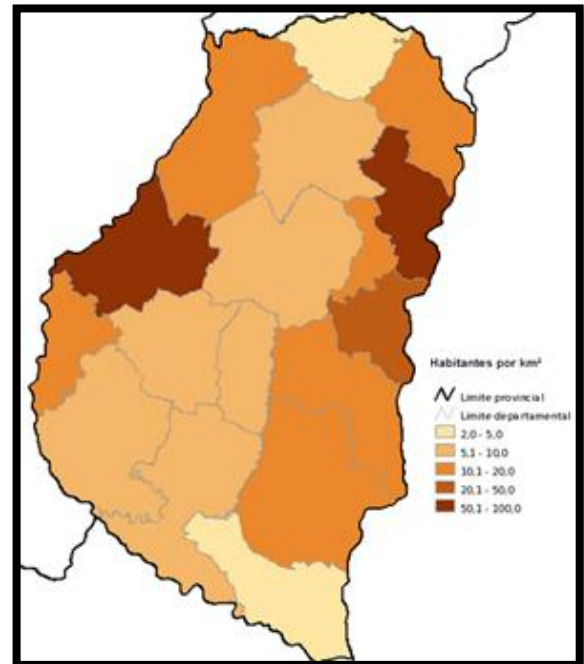 Habitantes por km²
Limite provincial
Limite departamental
2,0 - 5,0
5,1 - 10,0
10,1 - 20,0
20,1 - 50,0
50,1 - 100,0